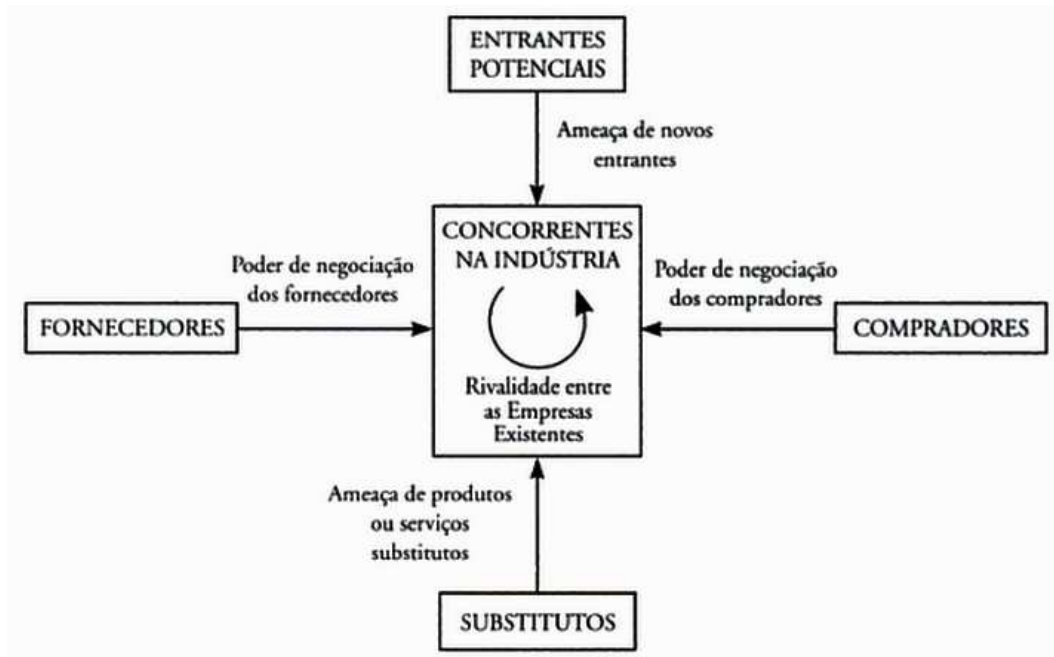 ENTRANTES
POTENCIAIS
Ameaça de novos
entrantes
CONCORRENTES
NA INDÚSTRIA
Poder de negociação
dos fornecedores
Poder de negociação
dos compradores
FORNECEDORES
COMPRADORES
Rivalidade entre
as Empresas
Existentes
Ameaça de produtos
ou serviços
substitutos
SUBSTITUTOS